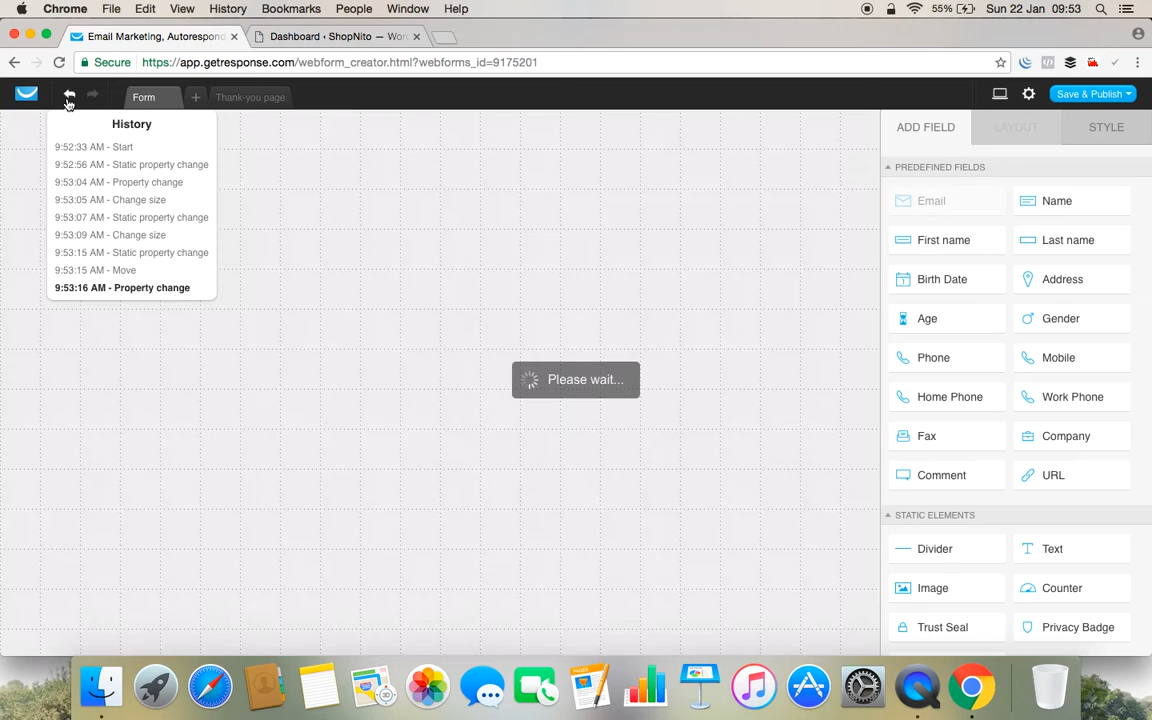 Chrome File Edit View History Bookmarks People Window Help 55% Sun 22 Jan 09:53
Email Marketing, Autorespond Dashboard ‹ ShopNito — Wor
Secure https://app.getresponse.com/webform_creator.html?webforms_id=9175201
Form + Thank-you page Save & Publish
History
9:52:33 AM - Start
9:52:56 AM - Static property change
9:53:04 AM - Property change
9:53:05 AM - Change size
9:53:07 AM - Static property change
9:53:09 AM - Change size
9:53:15 AM - Static property change
9:53:15 AM - Move
9:53:16 AM - Property change
Please wait...
ADD FIELD LAYOUT STYLE
PREDEFINED FIELDS
Email Name
First name Last name
Birth Date Address
Age Gender
Phone Mobile
Home Phone Work Phone
Fax Company
Comment URL
STATIC ELEMENTS
Divider Text
Image Counter
Trust Seal Privacy Badge